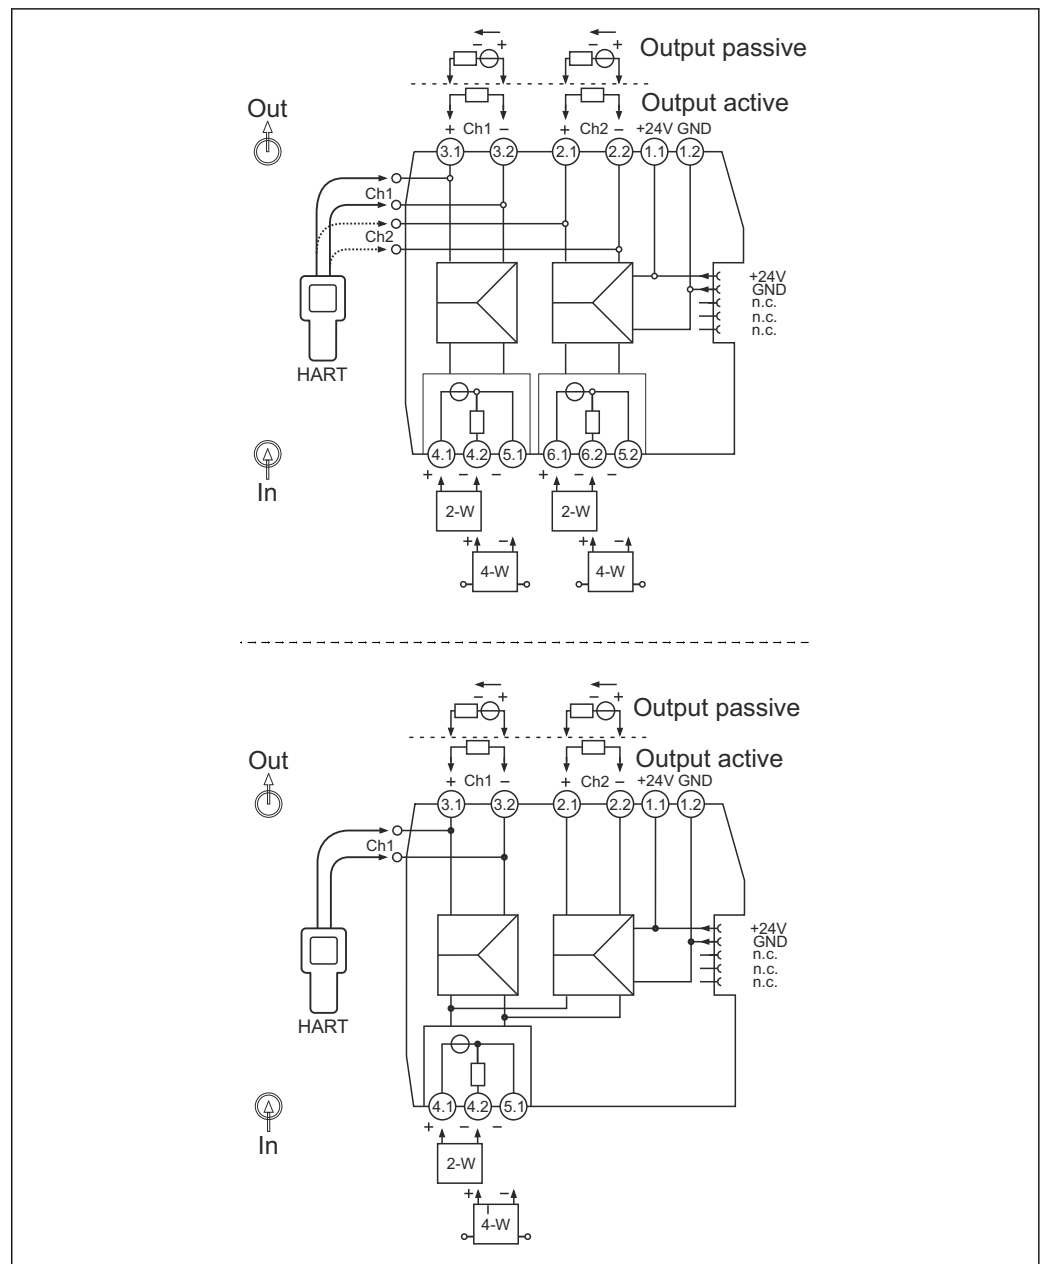 − +
− +
Output passive
Output active
Out
+ Ch1 −
+ Ch2 −
+24V GND
3.1
3.2
2.1
2.2
1.1
1.2
Ch1
Ch2
+24V
GND
n.c.
n.c.
n.c.
HART
4.1
4.2
5.1
6.1
6.2
5.2
+ − −
+ − −
In
2-W
2-W
+ −
+ −
4-W
4-W
− +
− +
Output passive
Output active
Out
+ Ch1 −
+ Ch2 −
+24V GND
3.1
3.2
2.1
2.2
1.1
1.2
Ch1
+24V
GND
n.c.
n.c.
n.c.
HART
4.1
4.2
5.1
+ − −
In
2-W
+ −
4-W